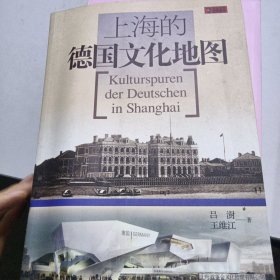 上海的
德国文化地图
Kulturspuren
der Deutschen
in Shanghai
吕澍
王维江
著